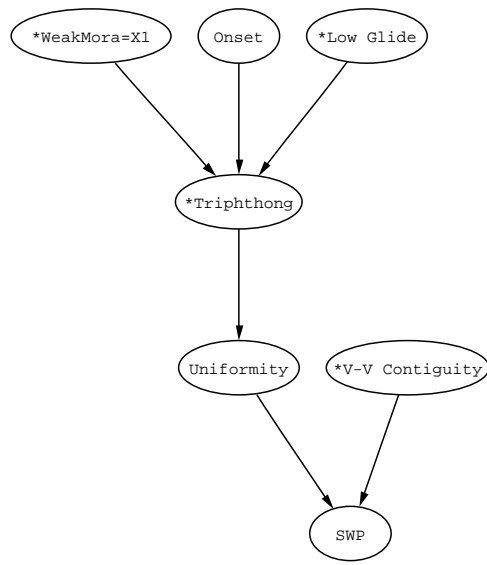 *WeakMora=X1
Onset
*Low Glide
*Triphthong
Uniformity
*V-V Contiguity
SWP